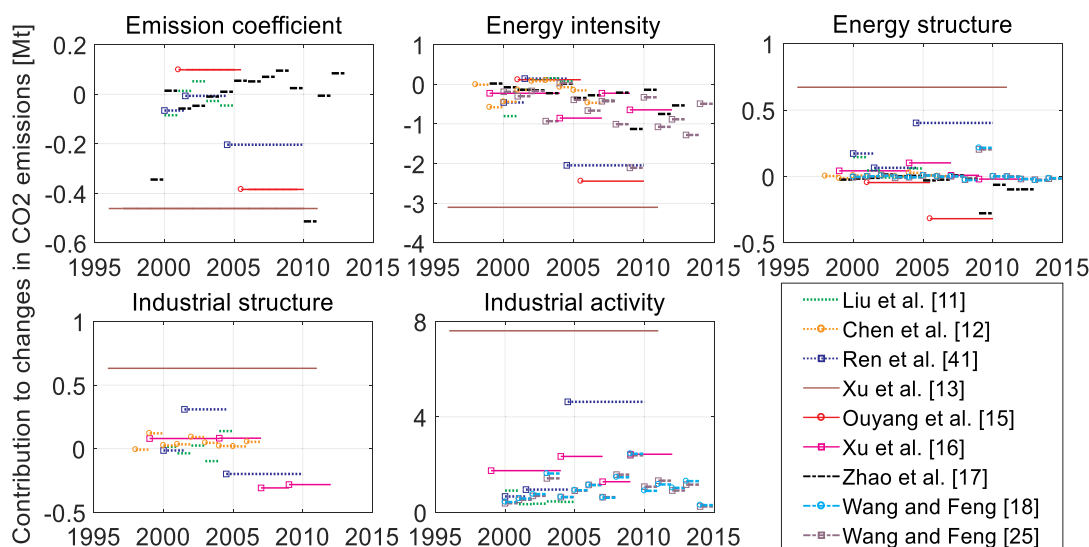 Emission coefficient
Energy intensity
Energy structure
Contribution to changes in CO2 emissions [Mt]
0.2
0
-0.2
-0.4
-0.6
1995 2000 2005 2010 2015
1
0
-1
-2
-3
-4
1995 2000 2005 2010 2015
1
0.5
0
-0.5
1995 2000 2005 2010 2015
Industrial structure
Industrial activity
1
0.5
0
-0.5
1995 2000 2005 2010 2015
8
4
0
1995 2000 2005 2010 2015
Liu et al. [11]
Chen et al. [12]
Ren et al. [41]
Xu et al. [13]
Ouyang et al. [15]
Xu et al. [16]
Zhao et al. [17]
Wang and Feng [18]
Wang and Feng [25]